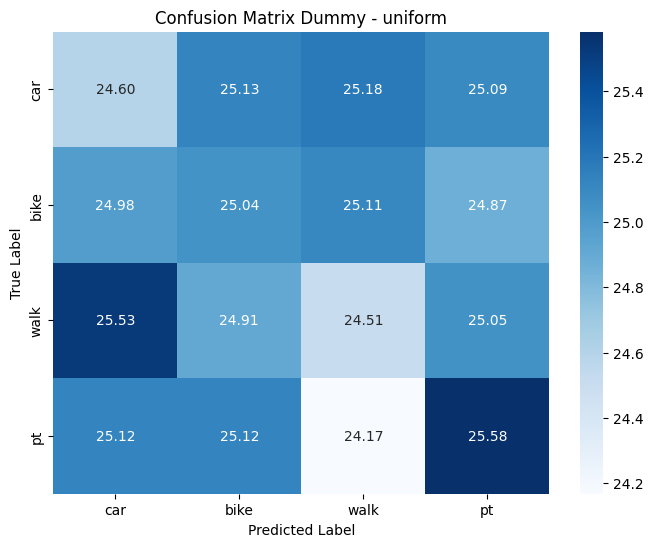 Confusion Matrix Dummy - uniform
True Label
car 24.60 25.13 25.18 25.09
bike 24.98 25.04 25.11 24.87
walk 25.53 24.91 24.51 25.05
pt 25.12 25.12 24.17 25.58
car bike walk pt
Predicted Label
25.4
25.2
25.0
24.8
24.6
24.4
24.2